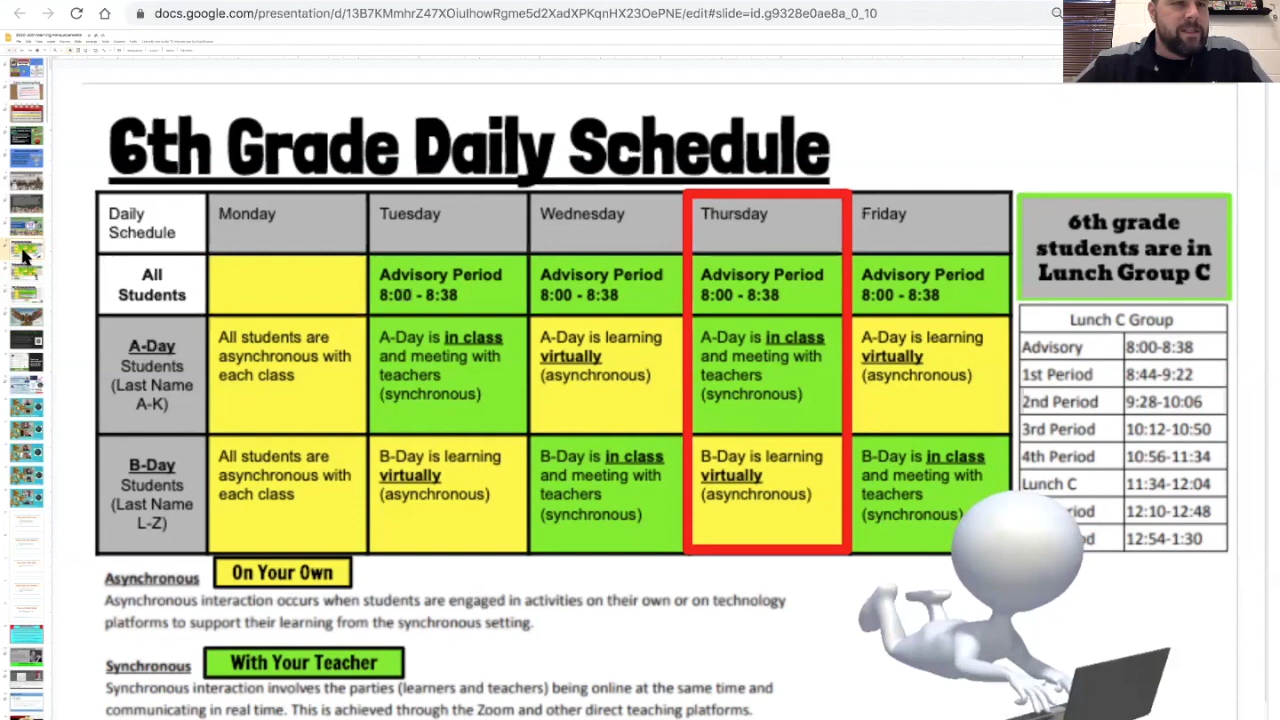 docs.google.com/presentation/d/13B7KMmhrZ47XOiulhowRgme5d2XadXPKqnHX23OePNE/edit#slide=id.g9328e0ae8a_0_10
6th Grade Daily Schedule
Daily Schedule
Monday
Tuesday
Wednesday
Thursday
Friday
All Students
Advisory Period
8:00 - 8:38
Advisory Period
8:00 - 8:38
Advisory Period
8:00 - 8:38
Advisory Period
8:00 - 8:38
A-Day
Students
(Last Name
A-K)
All students are
asynchronous with
each class
A-Day is in class
and meeting with
teachers
(synchronous)
A-Day is learning
virtually
(asynchronous)
A-Day is in class
and meeting with
teachers
(synchronous)
A-Day is learning
virtually
(asynchronous)
B-Day
Students
(Last Name
L-Z)
All students are
asynchronous with
each class
B-Day is learning
virtually
(asynchronous)
B-Day is in class
and meeting with
teachers
(synchronous)
B-Day is learning
virtually
(asynchronous)
B-Day is in class
and meeting with
teachers
(synchronous)
6th grade
students are in
Lunch Group C
Lunch C Group
Advisory 8:00-8:38
1st Period 8:44-9:22
2nd Period 9:28-10:06
3rd Period 10:12-10:50
4th Period 10:56-11:34
Lunch C 11:34-12:04
12:10-12:48
12:54-1:30
Asynchronous On Your Own
Asynchronous interaction occurs when students are engaged in activities on their own or on technology
platforms to support their learning from the synchronous setting.
Synchronous With Your Teacher
Synchronous interaction involves the parties (learners and teachers) being online at the same time and
communicating in real time. This is achieved through the Zoom and other direct teaching platforms.